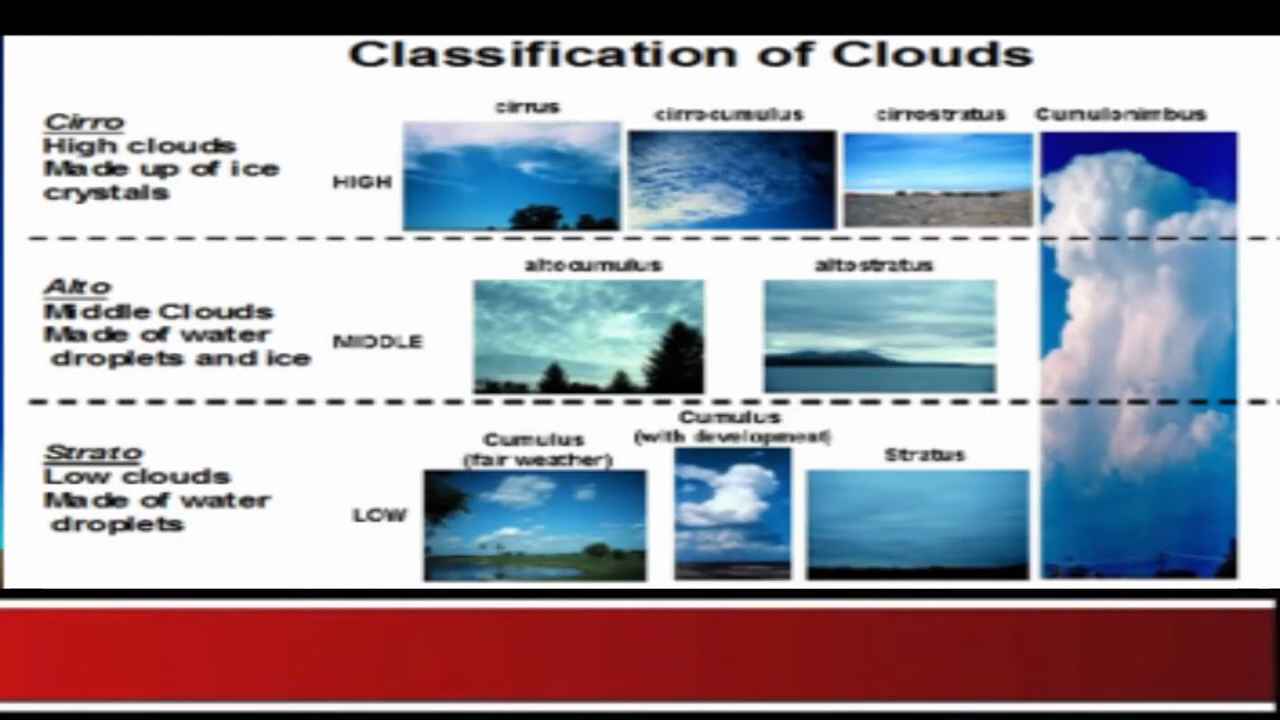 Classification of Clouds
Cirro
High clouds
Made up of ice
crystals
HIGH
cirrus
cirrocumulus
cirrostratus
Cumulonimbus
Alto
Middle Clouds
Made of water
droplets and ice
MIDDLE
altocumulus
altostratus
Strato
Low clouds
Made of water
droplets
LOW
Cumulus
(fair weather)
Cumulus
(with development)
Stratus